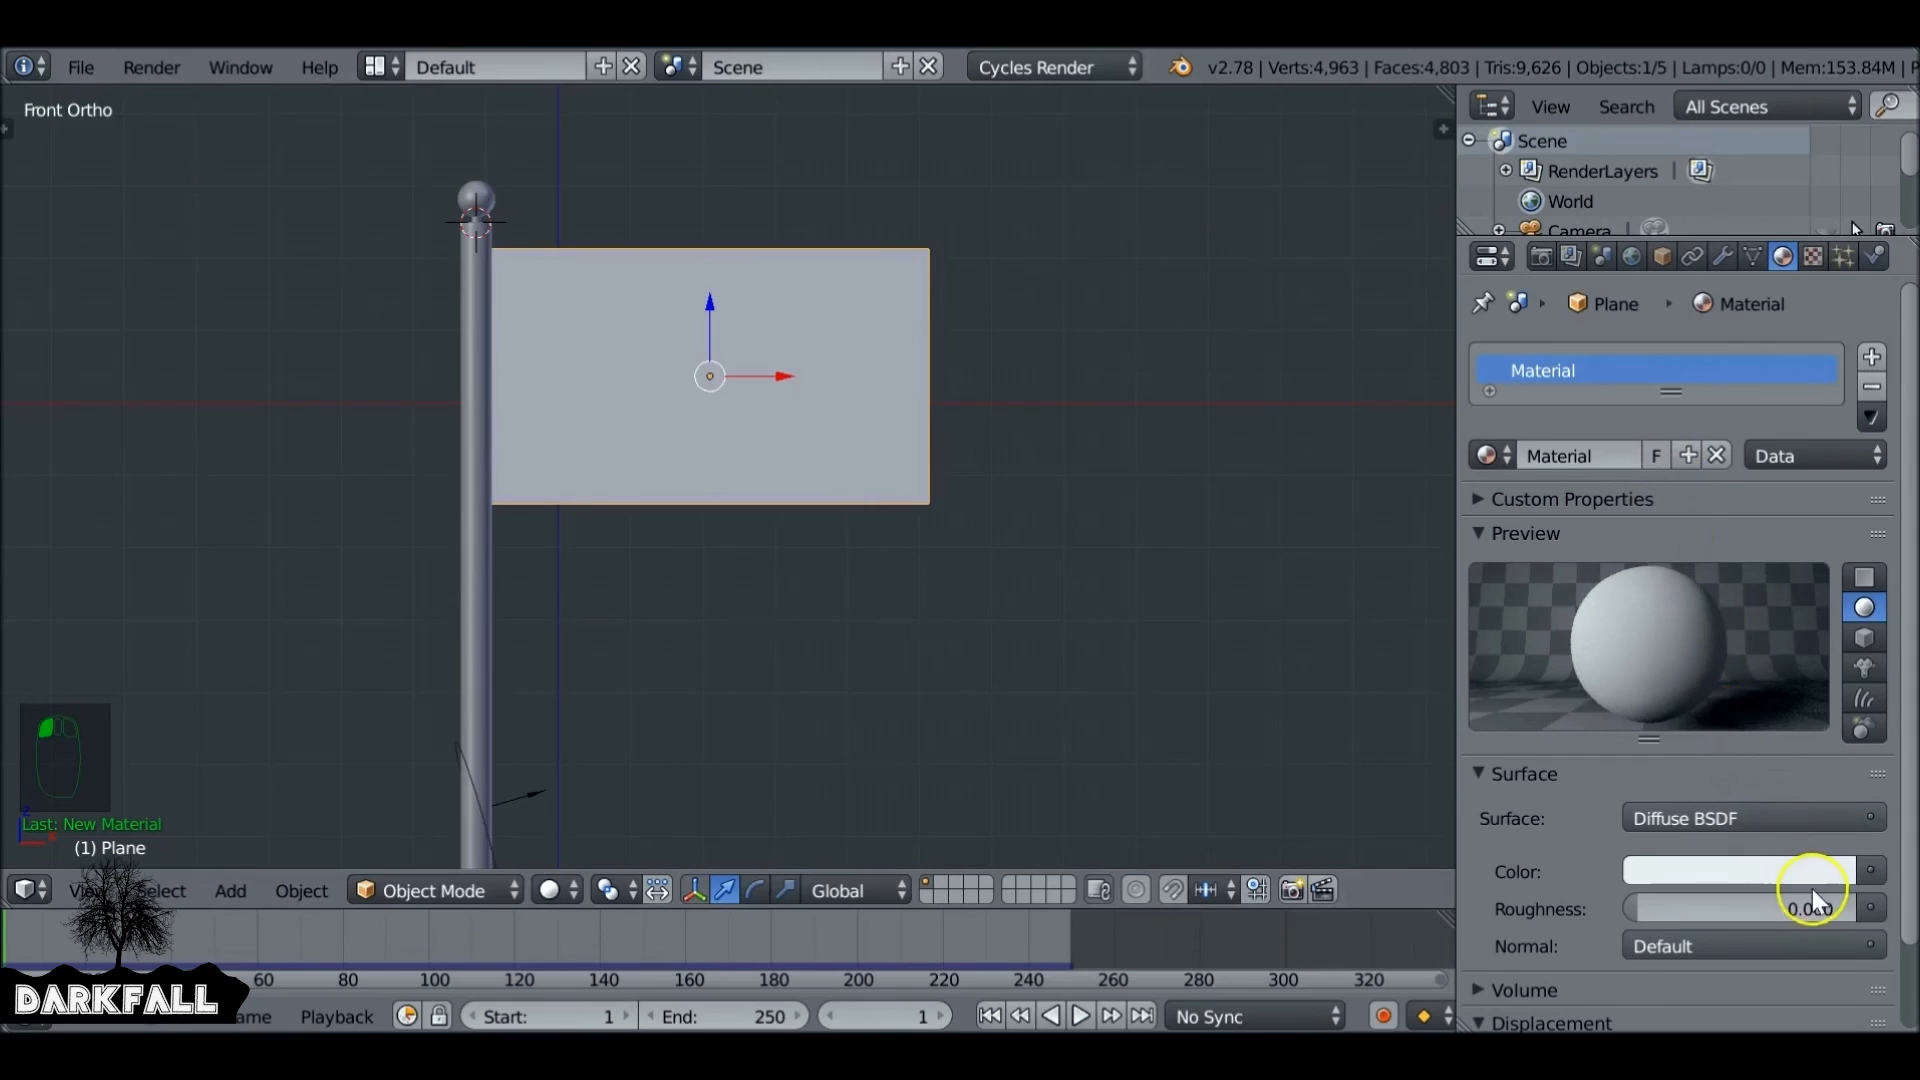 File Render Window Help Default Scene Cycles Render v2.78 | Verts:4,963 | Faces:4,803 | Tris:9,626 | Objects:1/5 | Lamps:0/0 | Mem:153.84M |
Front Ortho
View Search All Scenes
Scene
RenderLayers
World
Camera
Plane Material
Material
Material F Data
Custom Properties
Preview
Surface
Surface: Diffuse BSDF
Color:
Roughness:
Normal: Default
Volume
Displacement
Last: New Material
(1) Plane
View Select Add Object Object Mode Global
60 80 100 120 140 160 180 200 220 240 260 280 300 320
DARKFALL
Playback Start: 1 End: 250 1 No Sync